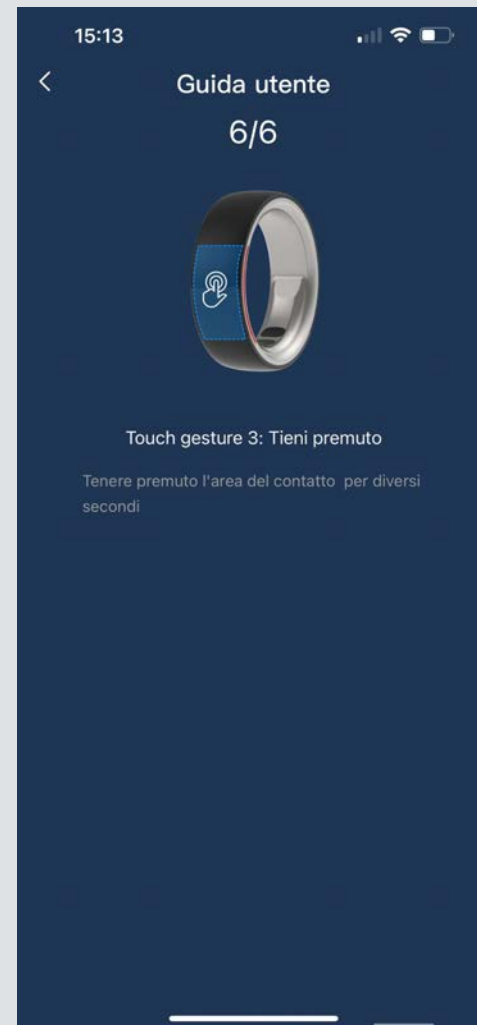 15:13
Guida utente
6/6
Touch gesture 3: Tieni premuto
Tenere premuto l'area del contatto per diversi
secondi